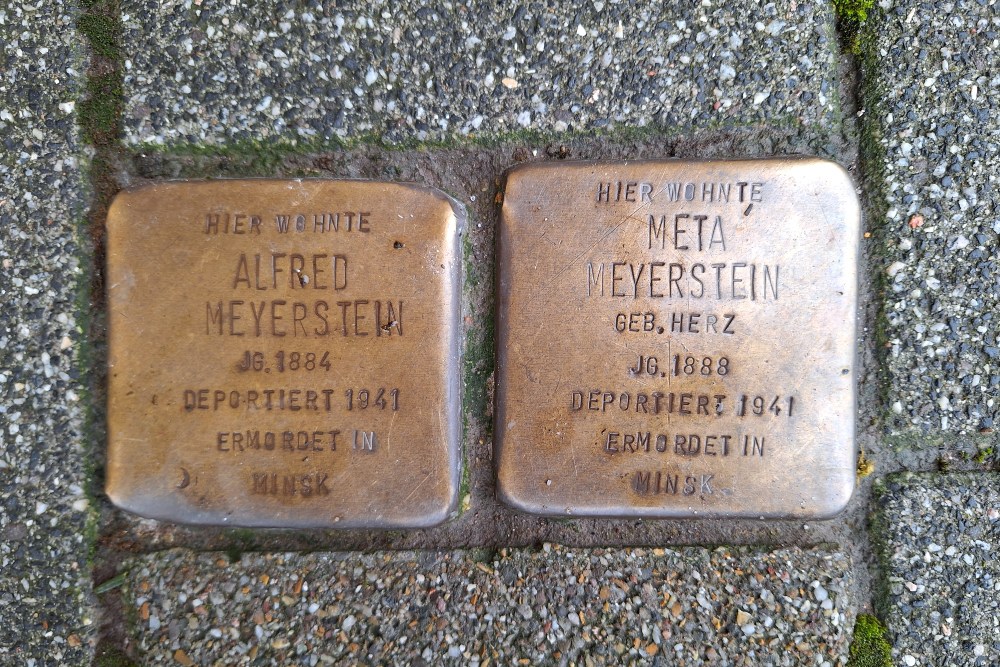 HIER WOHNTE
ALFRED
MEYERSTEIN
JG. 1884
DEPORTIERT 1941
ERMORDET IN
MINSK
HIER WOHNTE
META
MEYERSTEIN
GEB. HERZ
JG. 1888
DEPORTIERT 1941
ERMORDET IN
MINSK